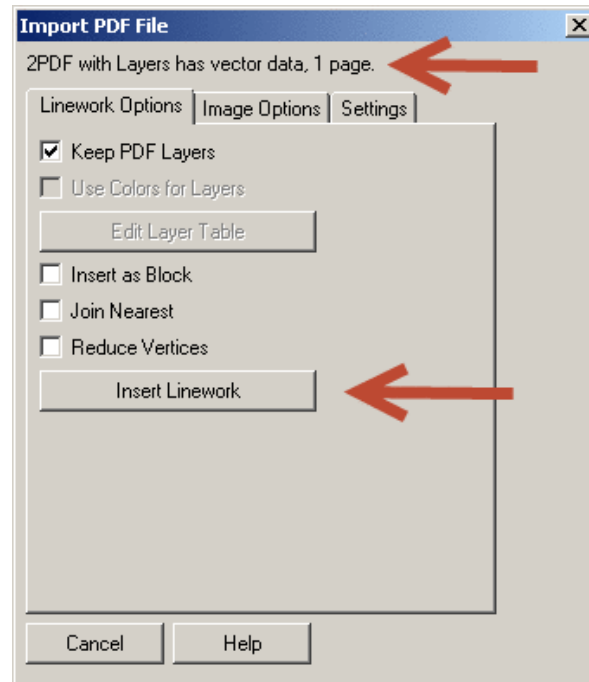 Import PDF File
2PDF with Layers has vector data, 1 page.
Linework Options Image Options Settings
Keep PDF Layers
Use Colors for Layers
Edit Layer Table
Insert as Block
Join Nearest
Reduce Vertices
Insert Linework
Cancel Help